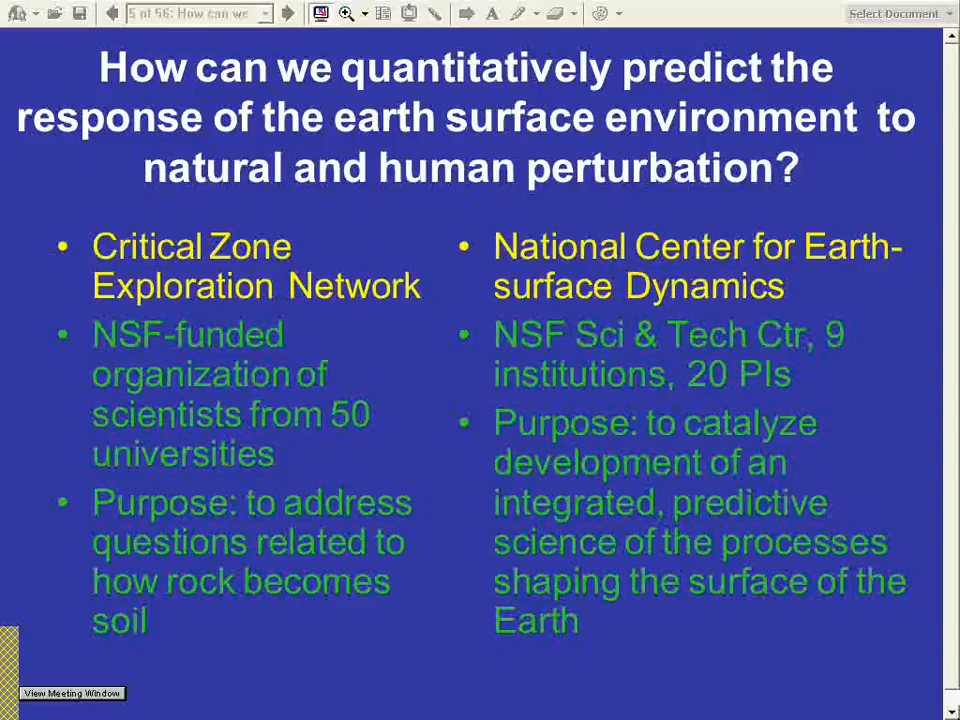 5 of 56: How can we
Select Document
How can we quantitatively predict the
response of the earth surface environment to
natural and human perturbation?
• Critical Zone
Exploration Network
• NSF-funded
organization of
scientists from 50
universities
• Purpose: to address
questions related to
how rock becomes
soil
• National Center for Earth-
surface Dynamics
• NSF Sci & Tech Ctr, 9
institutions, 20 PIs
• Purpose: to catalyze
development of an
integrated, predictive
science of the processes
shaping the surface of the
Earth
View Meeting Window